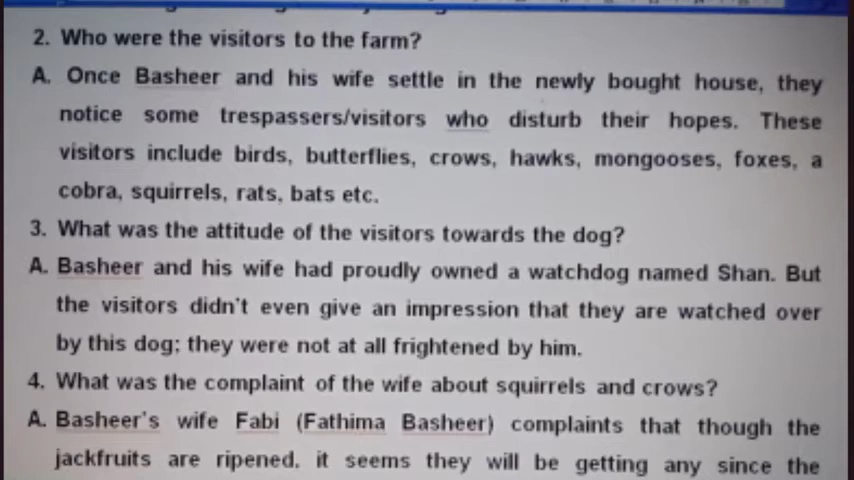 2. Who were the visitors to the farm?
A. Once Basheer and his wife settle in the newly bought house, they
notice some trespassers/visitors who disturb their hopes. These
visitors include birds, butterflies, crows, hawks, mongooses, foxes, a
cobra, squirrels, rats, bats etc.
3. What was the attitude of the visitors towards the dog?
A. Basheer and his wife had proudly owned a watchdog named Shan. But
the visitors didn't even give an impression that they are watched over
by this dog; they were not at all frightened by him.
4. What was the complaint of the wife about squirrels and crows?
A. Basheer's wife Fabi (Fathima Basheer) complaints that though the
jackfruits are ripened. it seems they will be getting any since the